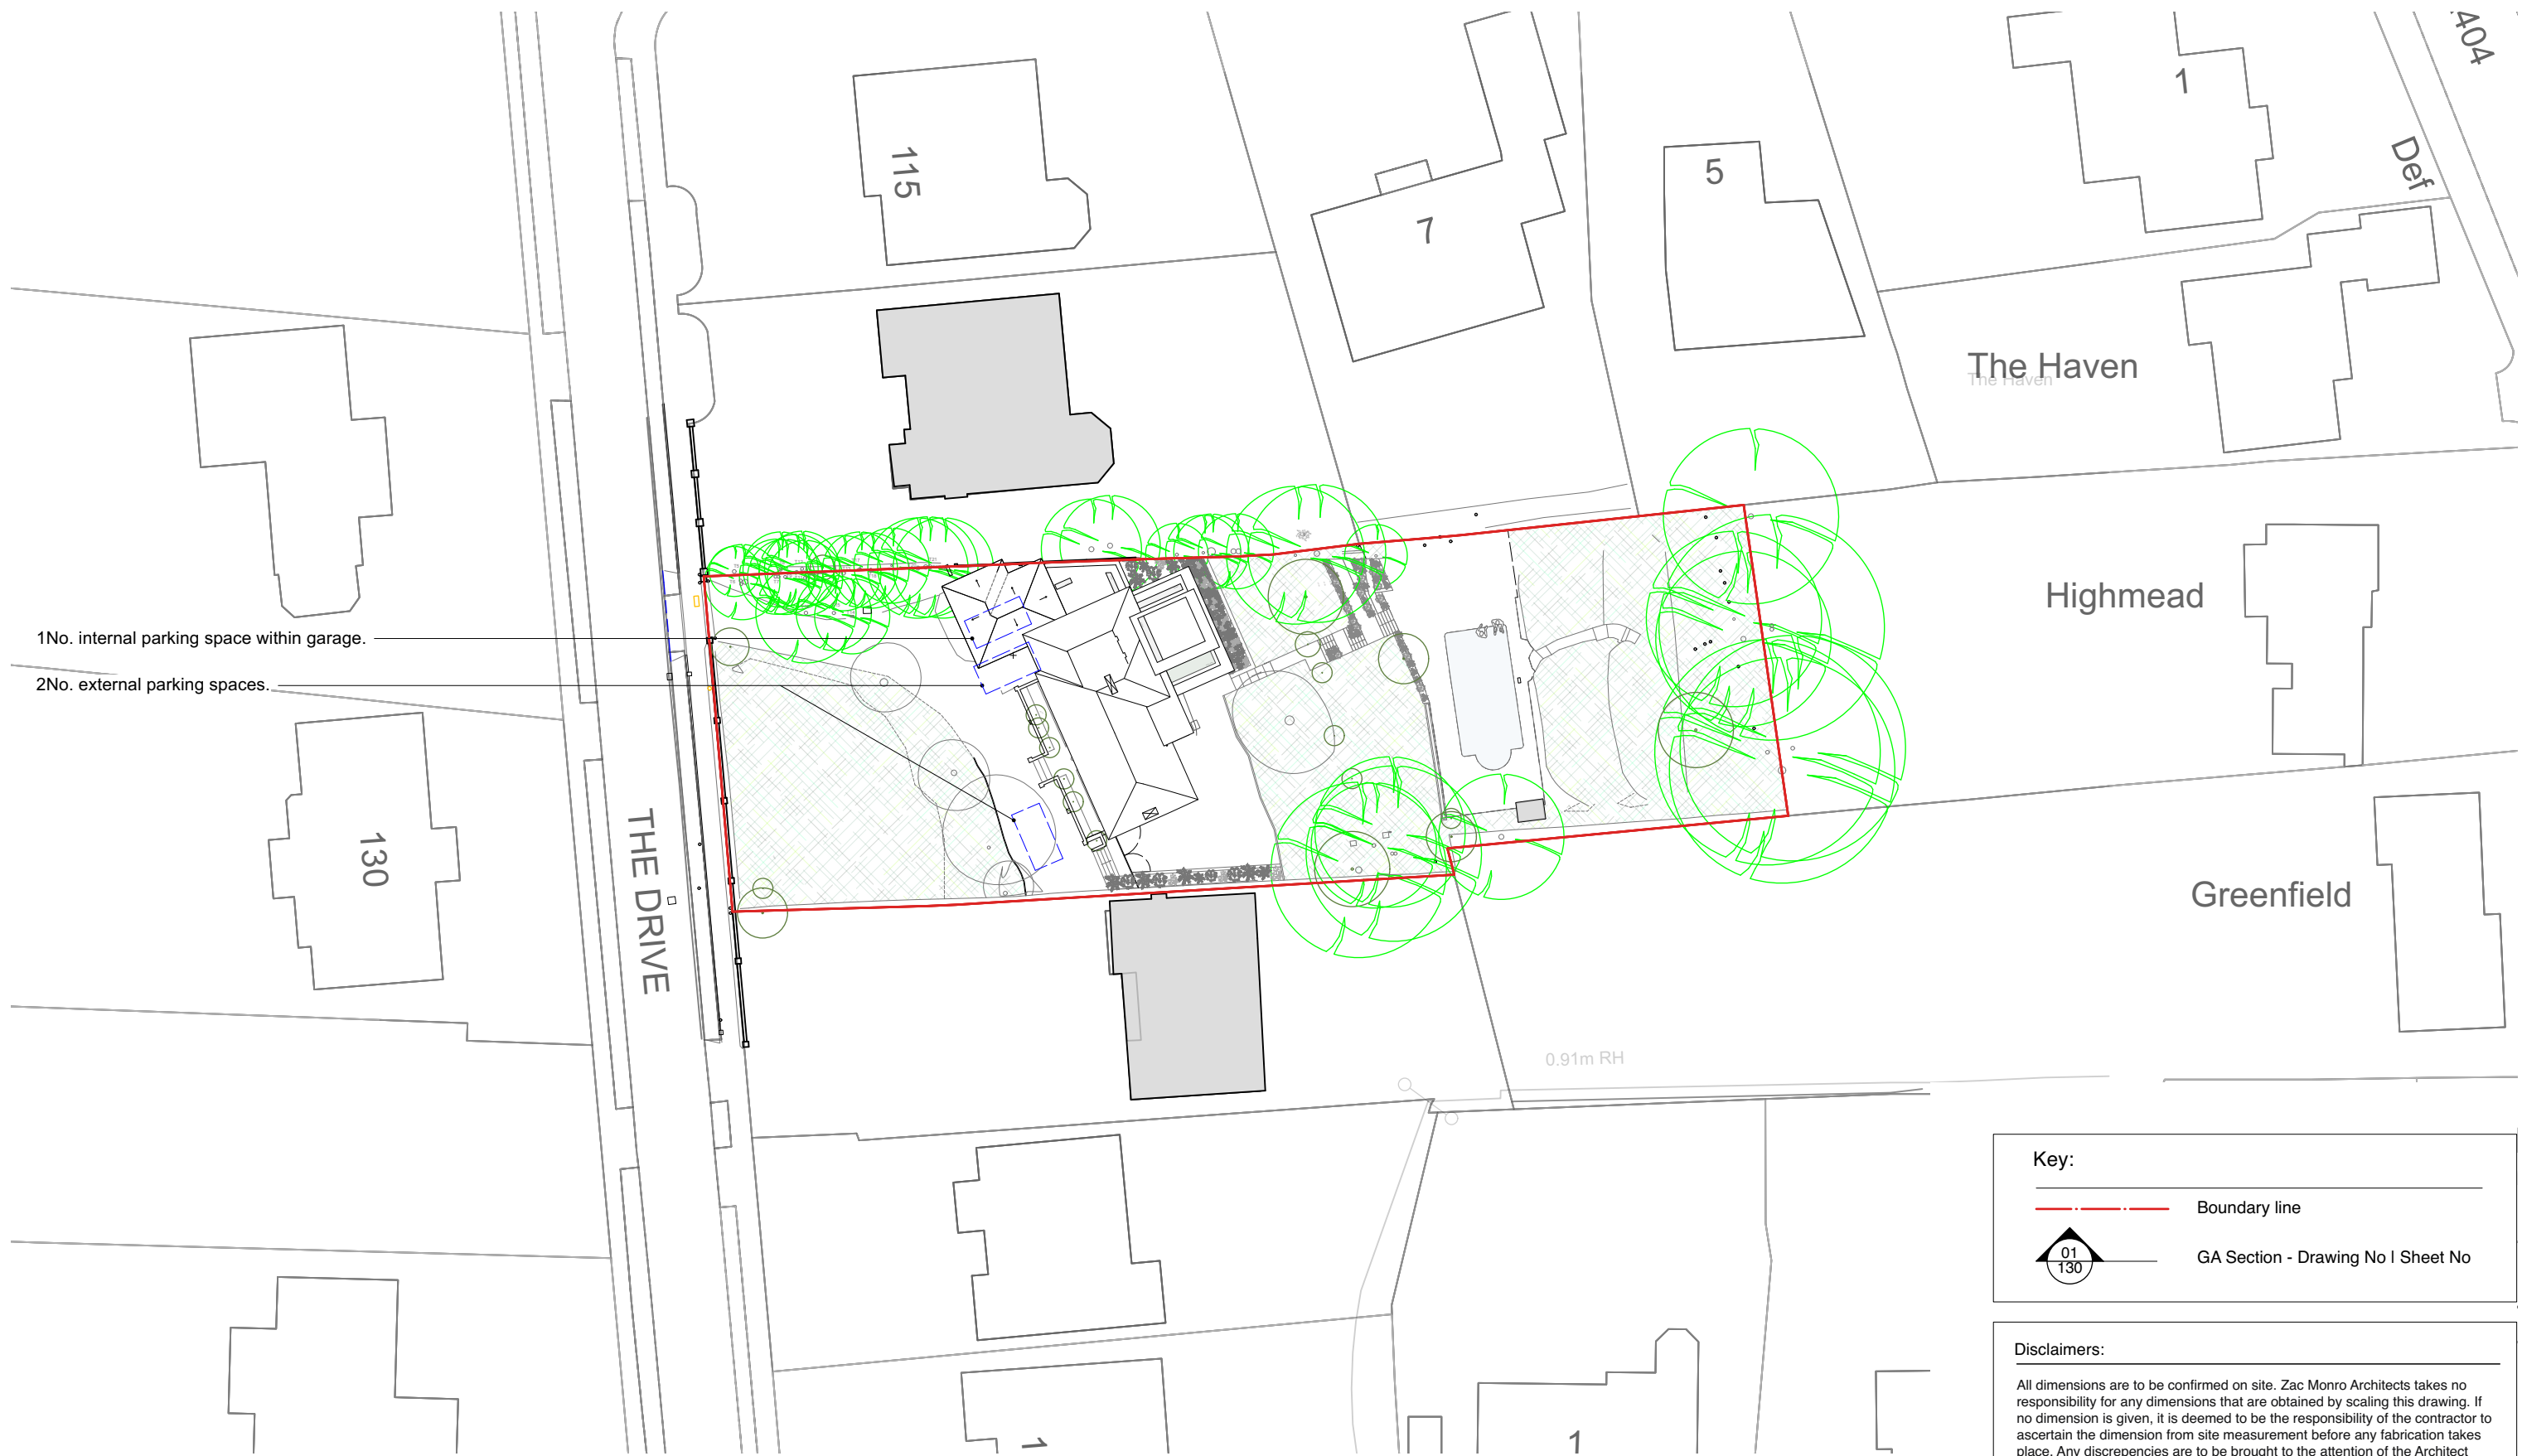 404
1
115
5
Def
7
The Haven
The Haven
Highmead
1No. internal parking space within garage.
2No. external parking spaces.
130
THE DRIVE
Greenfield
0.91m RH
Key:
Boundary line
01
130
GA Section - Drawing No I Sheet No
Disclaimers:
All dimensions are to be confirmed on site. Zac Monro Architects takes no
responsibility for any dimensions that are obtained by scaling this drawing. If
no dimension is given, it is deemed to be the responsibility of the contractor to
ascertain the dimension from site measurement before any fabrication takes
place. Any discrepencies are to be brought to the attention of the Architect
1
1